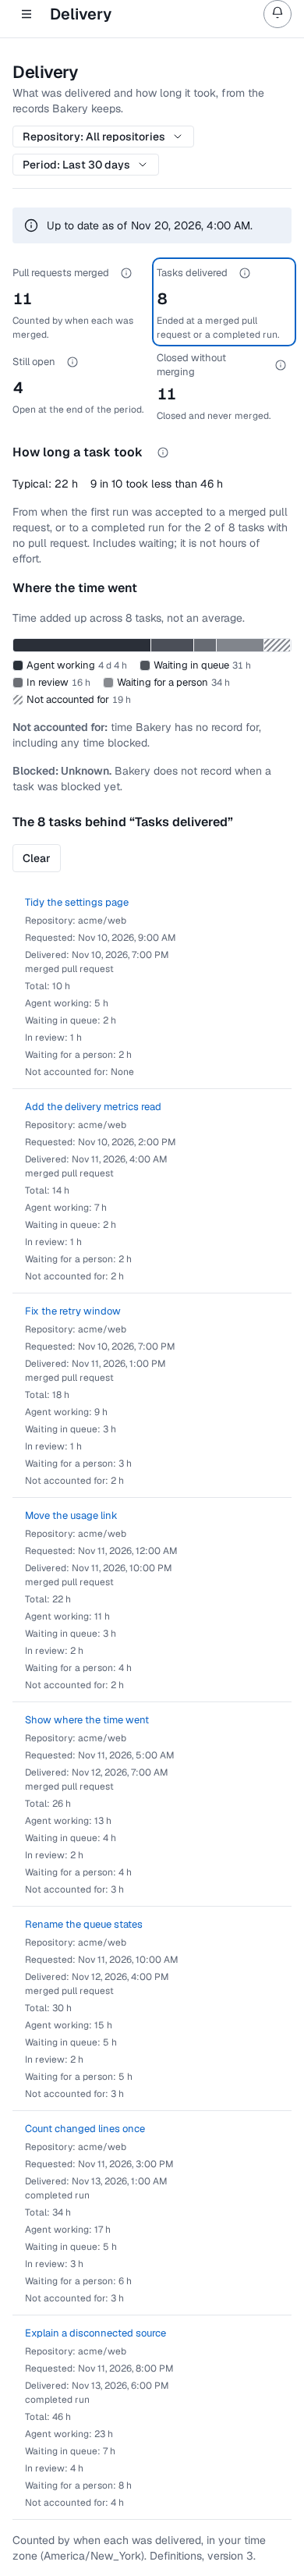 Delivery
Delivery
What was delivered and how long it took, from the
records Bakery keeps.
Repository: All repositories
Period: Last 30 days
Up to date as of Nov 20, 2026, 4:00 AM.
Pull requests merged
11
Counted by when each was
merged.
Tasks delivered
8
Ended at a merged pull
request or a completed run.
Still open
4
Open at the end of the period.
Closed without
merging
11
Closed and never merged.
How long a task took
Typical: 22 h 9 in 10 took less than 46 h
From when the first run was accepted to a merged pull
request, or to a completed run for the 2 of 8 tasks with
no pull request. Includes waiting; it is not hours of
effort.
Where the time went
Time added up across 8 tasks, not an average.
Agent working 4 d 4 h Waiting in queue 31 h
In review 16 h Waiting for a person 34 h
Not accounted for 19 h
Not accounted for: time Bakery has no record for,
including any time blocked.
Blocked: Unknown. Bakery does not record when a
task was blocked yet.
The 8 tasks behind “Tasks delivered”
Clear
Tidy the settings page
Repository: acme/web
Requested: Nov 10, 2026, 9:00 AM
Delivered: Nov 10, 2026, 7:00 PM
merged pull request
Total: 10 h
Agent working: 5 h
Waiting in queue: 2 h
In review: 1 h
Waiting for a person: 2 h
Not accounted for: None
Add the delivery metrics read
Repository: acme/web
Requested: Nov 10, 2026, 2:00 PM
Delivered: Nov 11, 2026, 4:00 AM
merged pull request
Total: 14 h
Agent working: 7 h
Waiting in queue: 2 h
In review: 1 h
Waiting for a person: 2 h
Not accounted for: 2 h
Fix the retry window
Repository: acme/web
Requested: Nov 10, 2026, 7:00 PM
Delivered: Nov 11, 2026, 1:00 PM
merged pull request
Total: 18 h
Agent working: 9 h
Waiting in queue: 3 h
In review: 1 h
Waiting for a person: 3 h
Not accounted for: 2 h
Move the usage link
Repository: acme/web
Requested: Nov 11, 2026, 12:00 AM
Delivered: Nov 11, 2026, 10:00 PM
merged pull request
Total: 22 h
Agent working: 11 h
Waiting in queue: 3 h
In review: 2 h
Waiting for a person: 4 h
Not accounted for: 2 h
Show where the time went
Repository: acme/web
Requested: Nov 11, 2026, 5:00 AM
Delivered: Nov 12, 2026, 7:00 AM
merged pull request
Total: 26 h
Agent working: 13 h
Waiting in queue: 4 h
In review: 2 h
Waiting for a person: 4 h
Not accounted for: 3 h
Rename the queue states
Repository: acme/web
Requested: Nov 11, 2026, 10:00 AM
Delivered: Nov 12, 2026, 4:00 PM
merged pull request
Total: 30 h
Agent working: 15 h
Waiting in queue: 5 h
In review: 2 h
Waiting for a person: 5 h
Not accounted for: 3 h
Count changed lines once
Repository: acme/web
Requested: Nov 11, 2026, 3:00 PM
Delivered: Nov 13, 2026, 1:00 AM
completed run
Total: 34 h
Agent working: 17 h
Waiting in queue: 5 h
In review: 3 h
Waiting for a person: 6 h
Not accounted for: 3 h
Explain a disconnected source
Repository: acme/web
Requested: Nov 11, 2026, 8:00 PM
Delivered: Nov 13, 2026, 6:00 PM
completed run
Total: 46 h
Agent working: 23 h
Waiting in queue: 7 h
In review: 4 h
Waiting for a person: 8 h
Not accounted for: 4 h
Counted by when each was delivered, in your time
zone (America/New_York). Definitions, version 3.